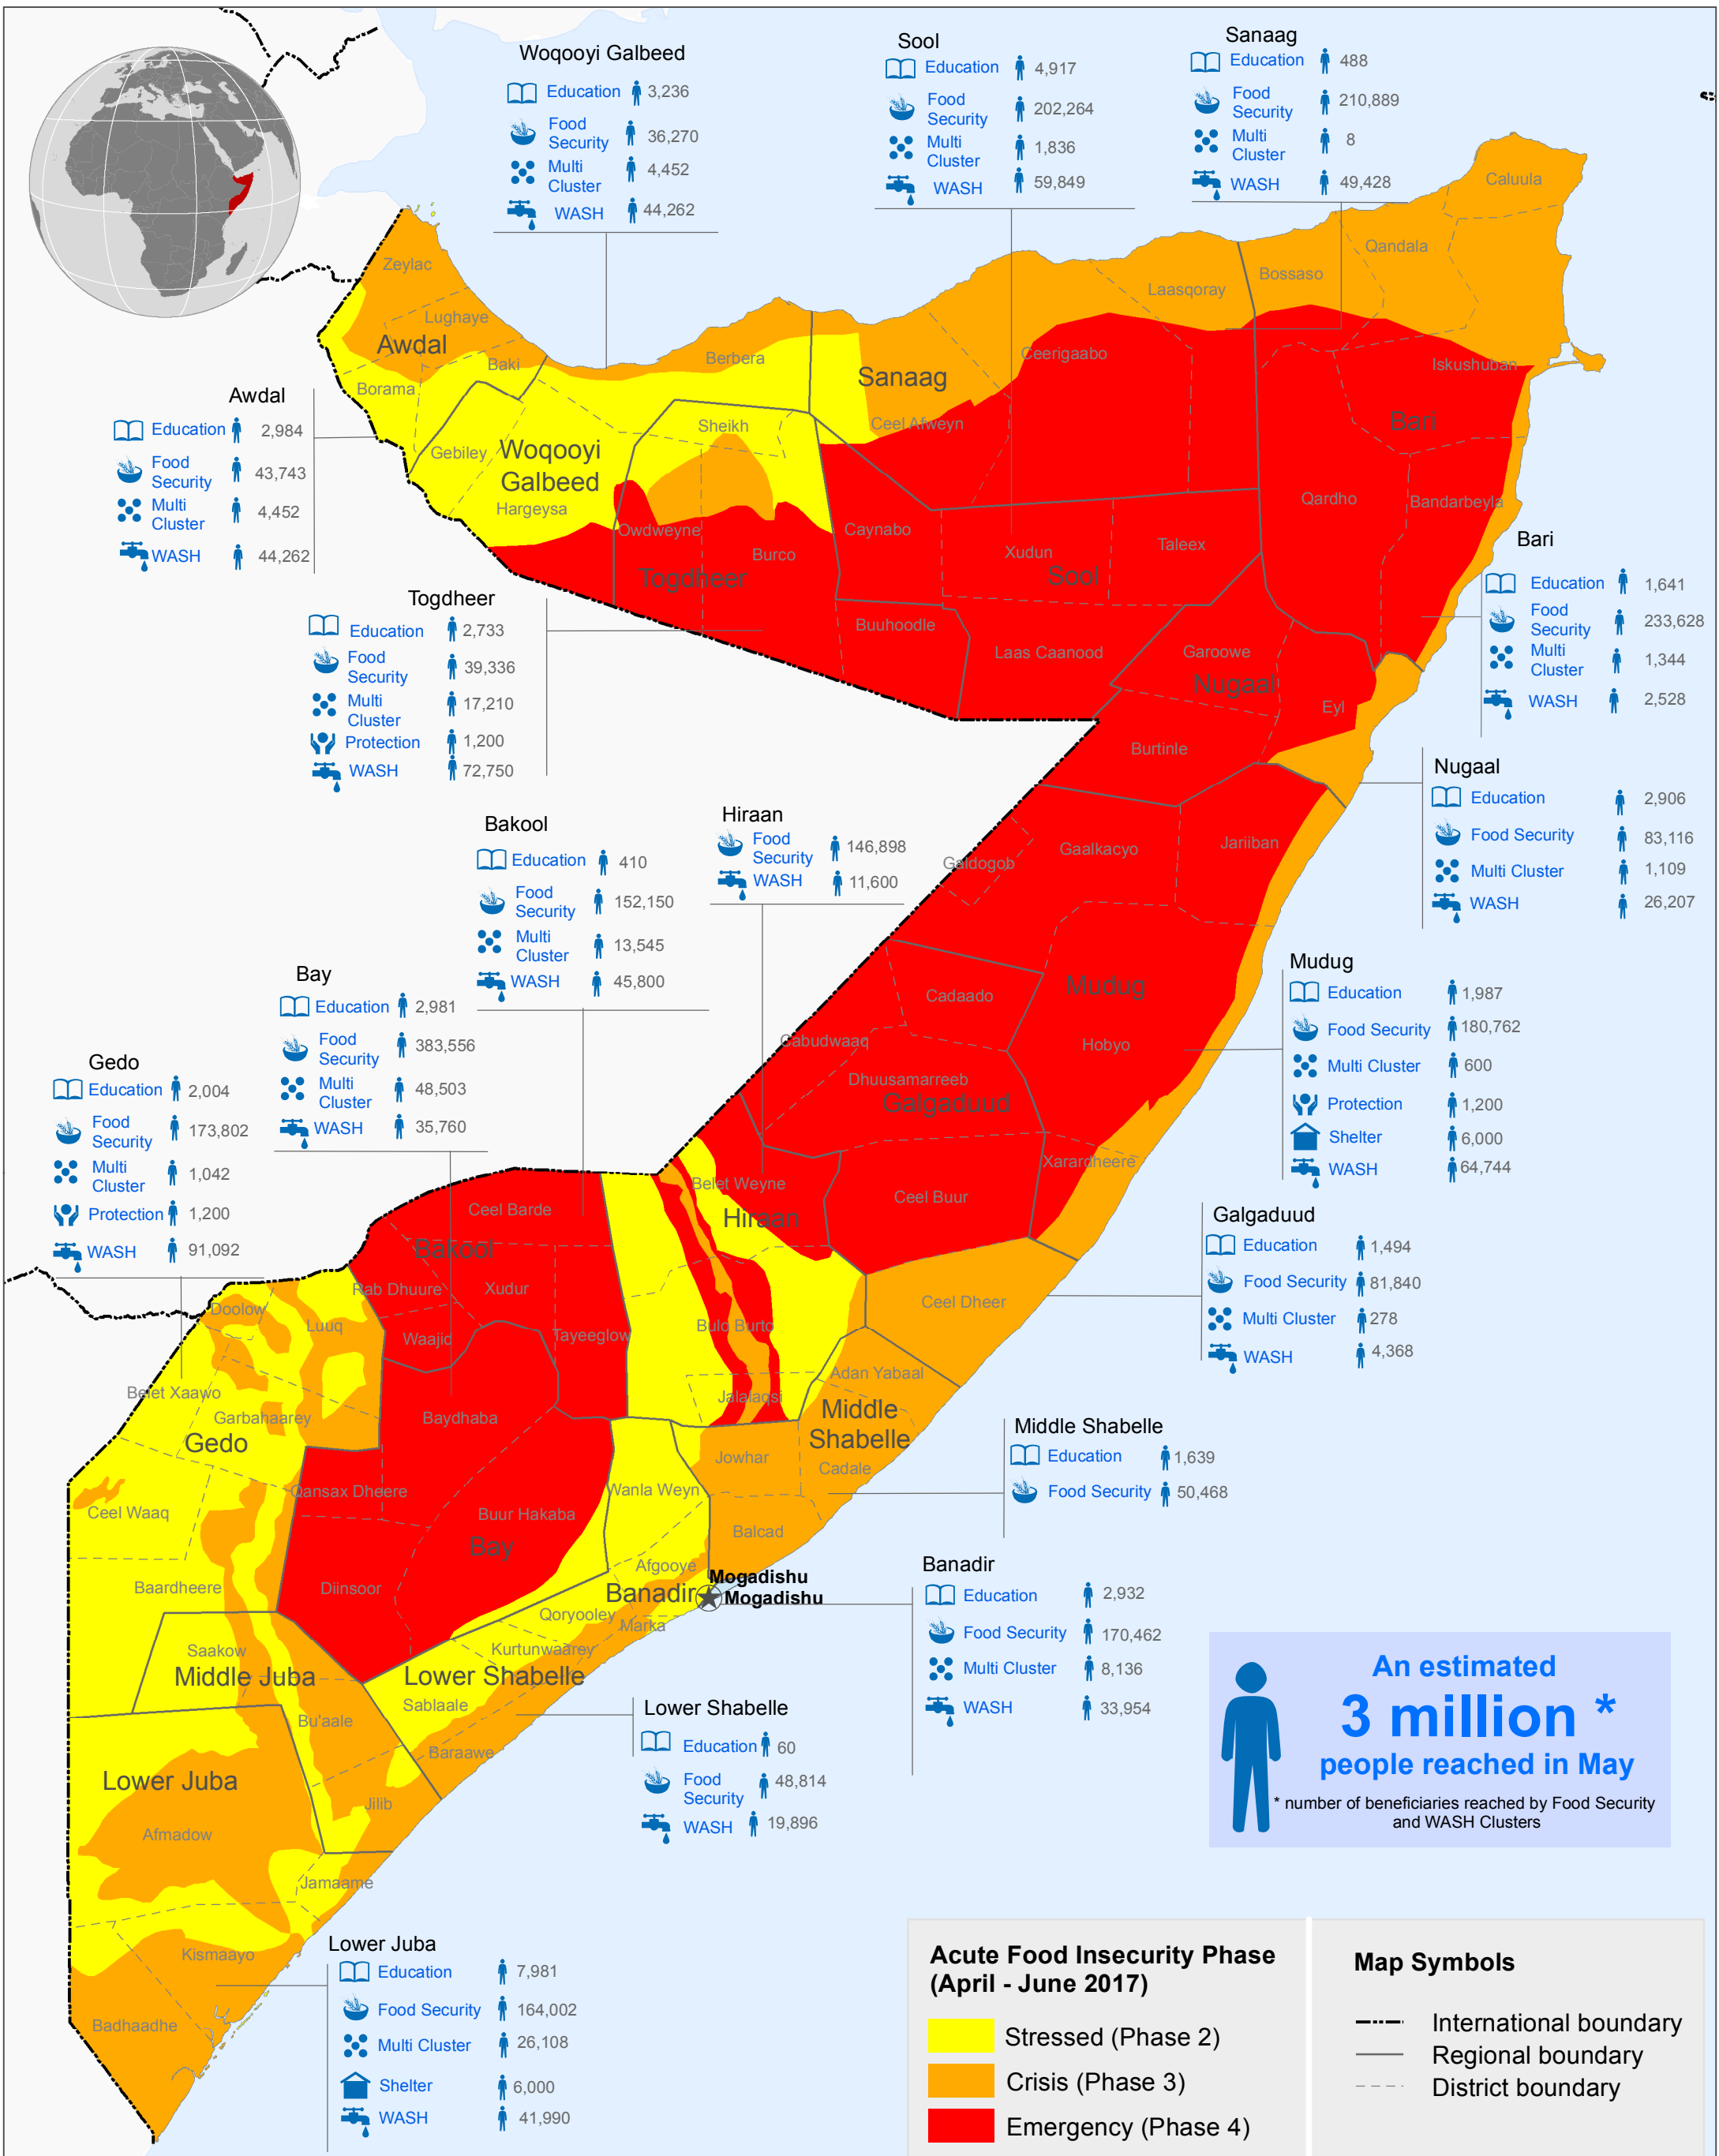 Woqooyi Galbeed
Education 3,236
Food
Security 36,270
Multi
Cluster 4,452
WASH 44,262
Sool
Education 4,917
Food
Security 202,264
Multi
Cluster 1,836
WASH 59,849
Sanaag
Education 488
Food
Security 210,889
Multi
Cluster 8
WASH 49,428
Awdal
Education 2,984
Food
Security 43,743
Multi
Cluster 4,452
WASH 44,262
Togdheer
Education 2,733
Food
Security 39,336
Multi
Cluster 17,210
Protection 1,200
WASH 72,750
Bari
Education 1,641
Food
Security 233,628
Multi
Cluster 1,344
WASH 2,528
Nugaal
Education 2,906
Food Security 83,116
Multi Cluster 1,109
WASH 26,207
Hiraan
Food
Security 146,898
WASH 11,600
Bakool
Education 410
Food
Security 152,150
Multi
Cluster 13,545
WASH 45,800
Bay
Education 2,981
Food
Security 383,556
Multi
Cluster 48,503
WASH 35,760
Gedo
Education 2,004
Food
Security 173,802
Multi
Cluster 1,042
Protection 1,200
WASH 91,092
Mudug
Education 1,987
Food Security 180,762
Multi Cluster 600
Protection 1,200
Shelter 6,000
WASH 64,744
Galgaduud
Education 1,494
Food Security 81,840
Multi Cluster 278
WASH 4,368
Middle Shabelle
Education 1,639
Food Security 50,468
Banadir
Education 2,932
Food Security 170,462
Multi Cluster 8,136
WASH 33,954
Lower Shabelle
Education 60
Food
Security 48,814
WASH 19,896
Lower Juba
Education 7,981
Food Security 164,002
Multi Cluster 26,108
Shelter 6,000
WASH 41,990
Zeylac
Lughaye
Awdal
Baki
Borama
Berbera
Sheikh
Gebiley
Woqooyi
Galbeed
Hargeysa
Owdweyne
Burco
Togdheer
Buuhoodle
Caynabo
Sanaag
Ceel Afweyn
Ceerigaabo
Laasqoray
Xudun
Sool
Taleex
Laas Caanood
Caluula
Qandala
Bossaso
Iskushuban
Bari
Qardho
Bandarbeyla
Garoowe
Nugaal
Eyl
Burtinle
Galdogob
Gaalkacyo
Jariiban
Mudug
Hobyo
Xarardheere
Cadaado
Cabudwaaq
Dhuusamarreeb
Galgaduud
Ceel Buur
Ceel Dheer
Belet Weyne
Hiraan
Bulo Burto
Jalalaqsi
Ceel Barde
Bakool
Rab Dhuure
Xudur
Waajid
Tayeeglow
Doolow
Luuq
Belet Xaawo
Garbahaarey
Gedo
Ceel Waaq
Baardheere
Baydhaba
Qansax Dheere
Buur Hakaba
Bay
Diinsoor
Adan Yabaal
Middle
Shabelle
Jowhar
Cadale
Balcad
Wanla Weyn
Afgooye
Banadir
Mogadishu
Mogadishu
Qoryooley
Marka
Kurtunwaarey
Lower Shabelle
Sablaale
Baraawe
Saakow
Middle Juba
Bu'aale
Jilib
Lower Juba
Afmadow
Jamaame
Kismaayo
Badhaadhe
An estimated
3 million *
people reached in May
* number of beneficiaries reached by Food Security
and WASH Clusters
Acute Food Insecurity Phase
(April - June 2017)
Stressed (Phase 2)
Crisis (Phase 3)
Emergency (Phase 4)
Map Symbols
International boundary
Regional boundary
District boundary